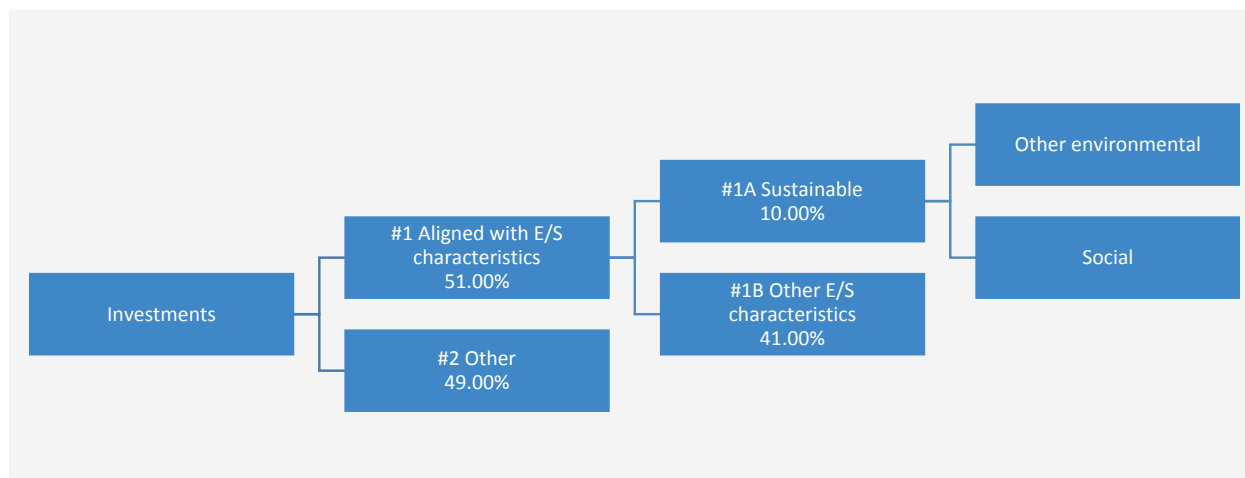 Investments
#1 Aligned with E/S
characteristics
51.00%
#2 Other
49.00%
#1A Sustainable
10.00%
#1B Other E/S
characteristics
41.00%
Other environmental
Social